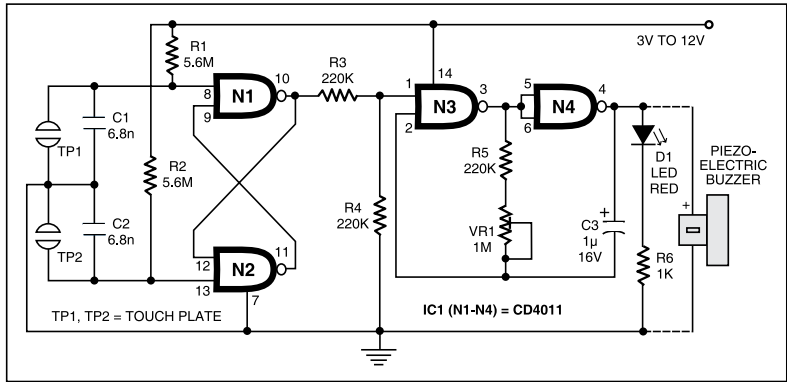 R1
5.6M
R3
220K
3V TO 12V
10
8
N1
9
1
14
N3
3
2
5
N4
4
6
C1
6.8n
TP1
R2
5.6M
R5
220K
D1
LED
RED
PIEZO-
ELECTRIC
BUZZER
+
C2
6.8n
TP2
R4
220K
VR1
1M
+
C3
1µ
16V
R6
1K
11
12
N2
13
7
TP1, TP2 = TOUCH PLATE
IC1 (N1-N4) = CD4011